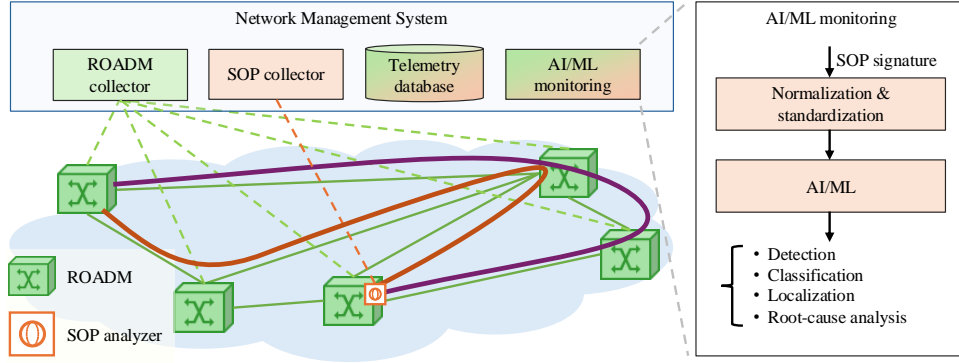 Network Management System
ROADM
collector
SOP collector
Telemetry
database
AI/ML
monitoring
ROADM
SOP analyzer
AI/ML monitoring
SOP signature
Normalization &
standardization
AI/ML
• Detection
• Classification
• Localization
• Root-cause analysis